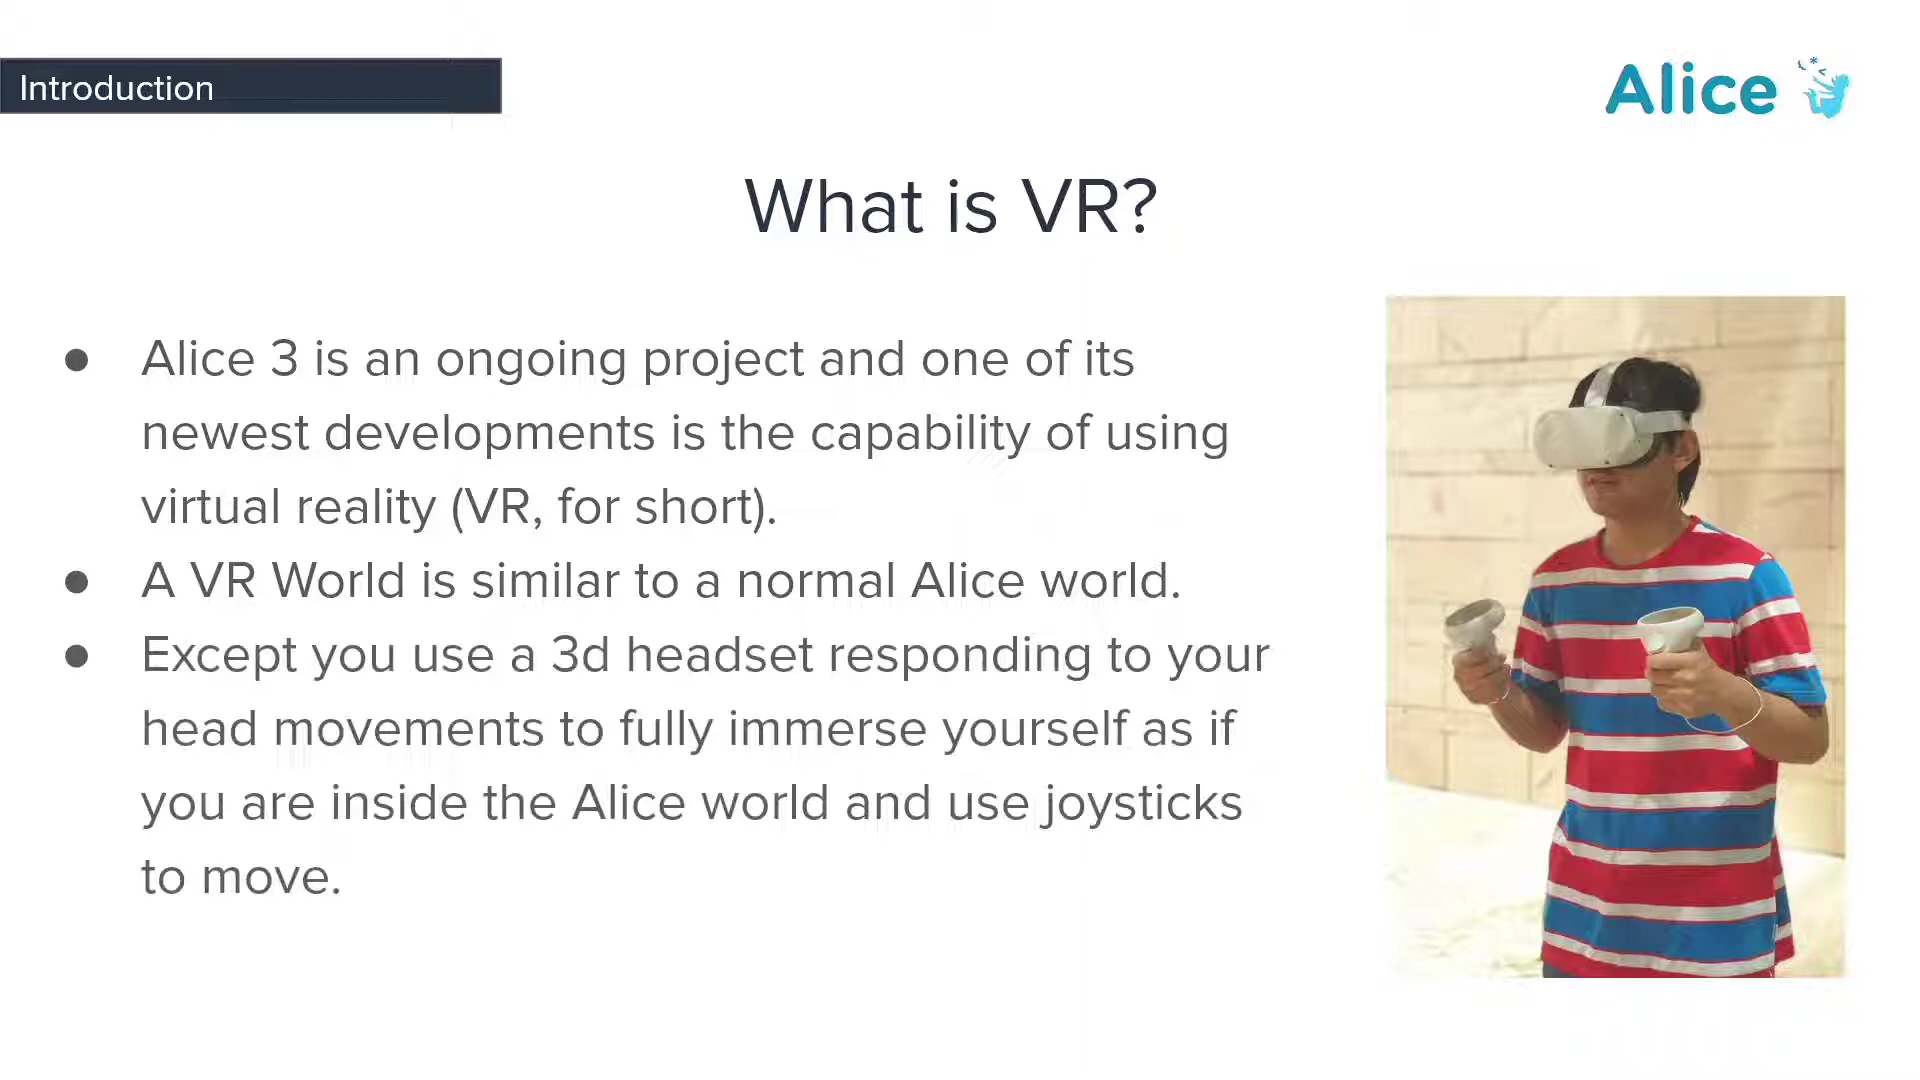 Introduction
Alice
What is VR?
● Alice 3 is an ongoing project and one of its
newest developments is the capability of using
virtual reality (VR, for short).
● A VR World is similar to a normal Alice world.
● Except you use a 3d headset responding to your
head movements to fully immerse yourself as if
you are inside the Alice world and use joysticks
to move.